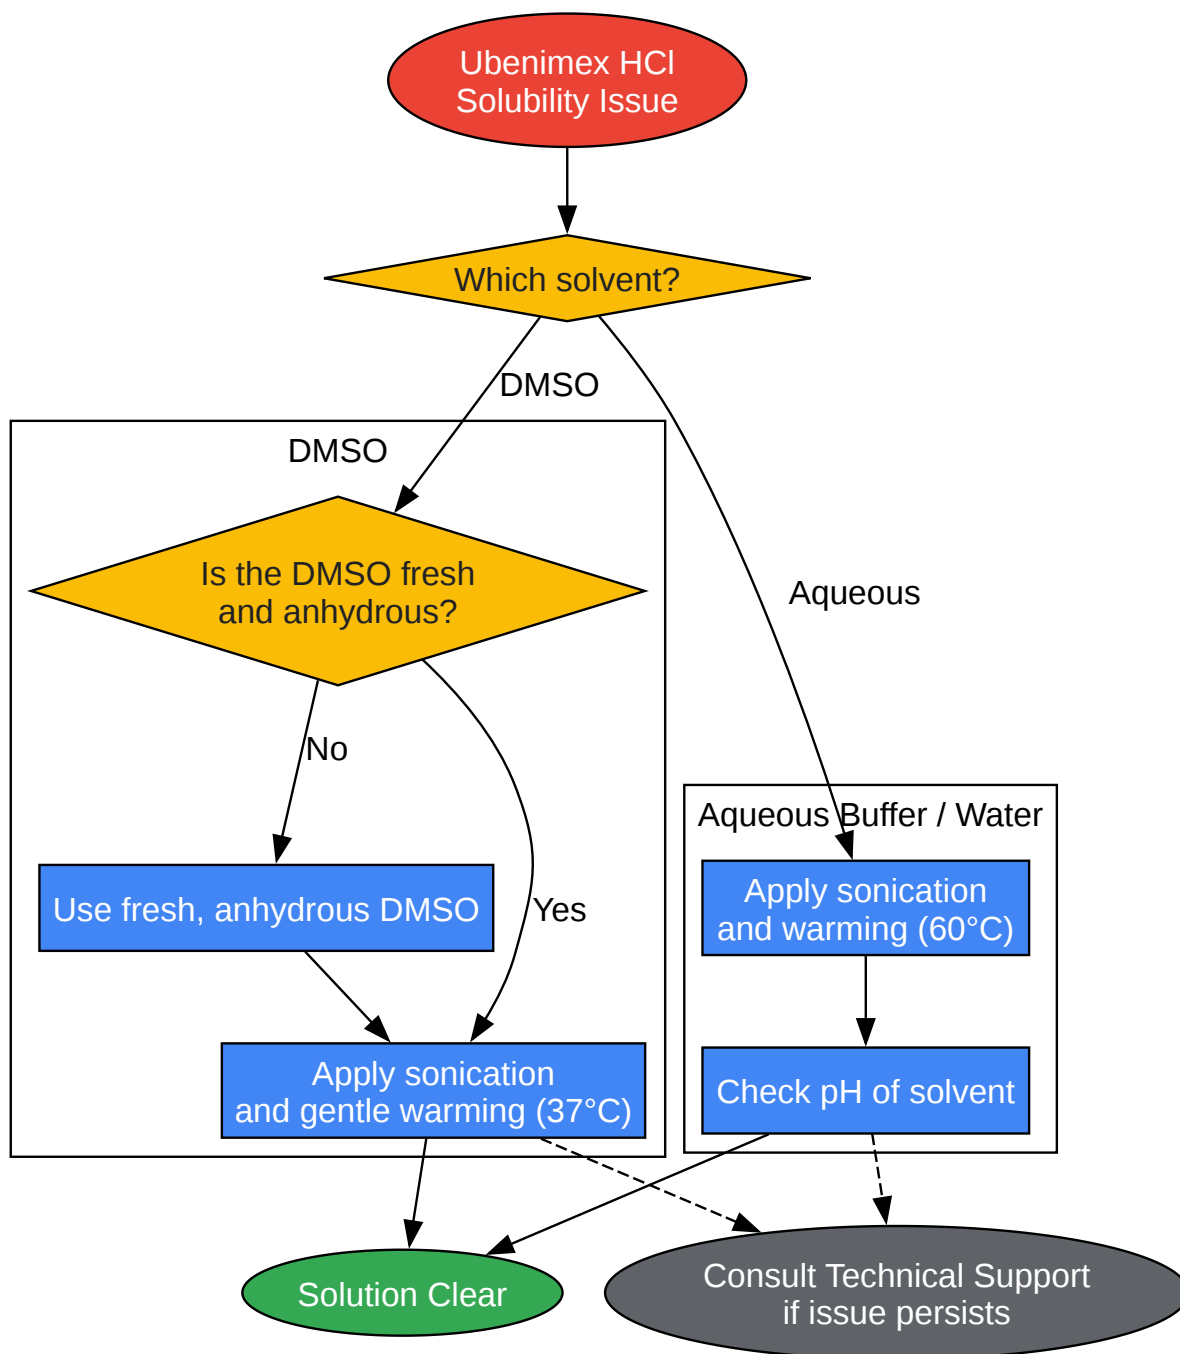 Ubenimex HCl
Solubility Issue
Which solvent?
DMSO
DMSO
Is the DMSO fresh
and anhydrous?
Aqueous
No
Aqueous Buffer / Water
Use fresh, anhydrous DMSO
Yes
Apply sonication
and warming (60°C)
Apply sonication
and gentle warming (37°C)
Check pH of solvent
Solution Clear
Consult Technical Support
if issue persists